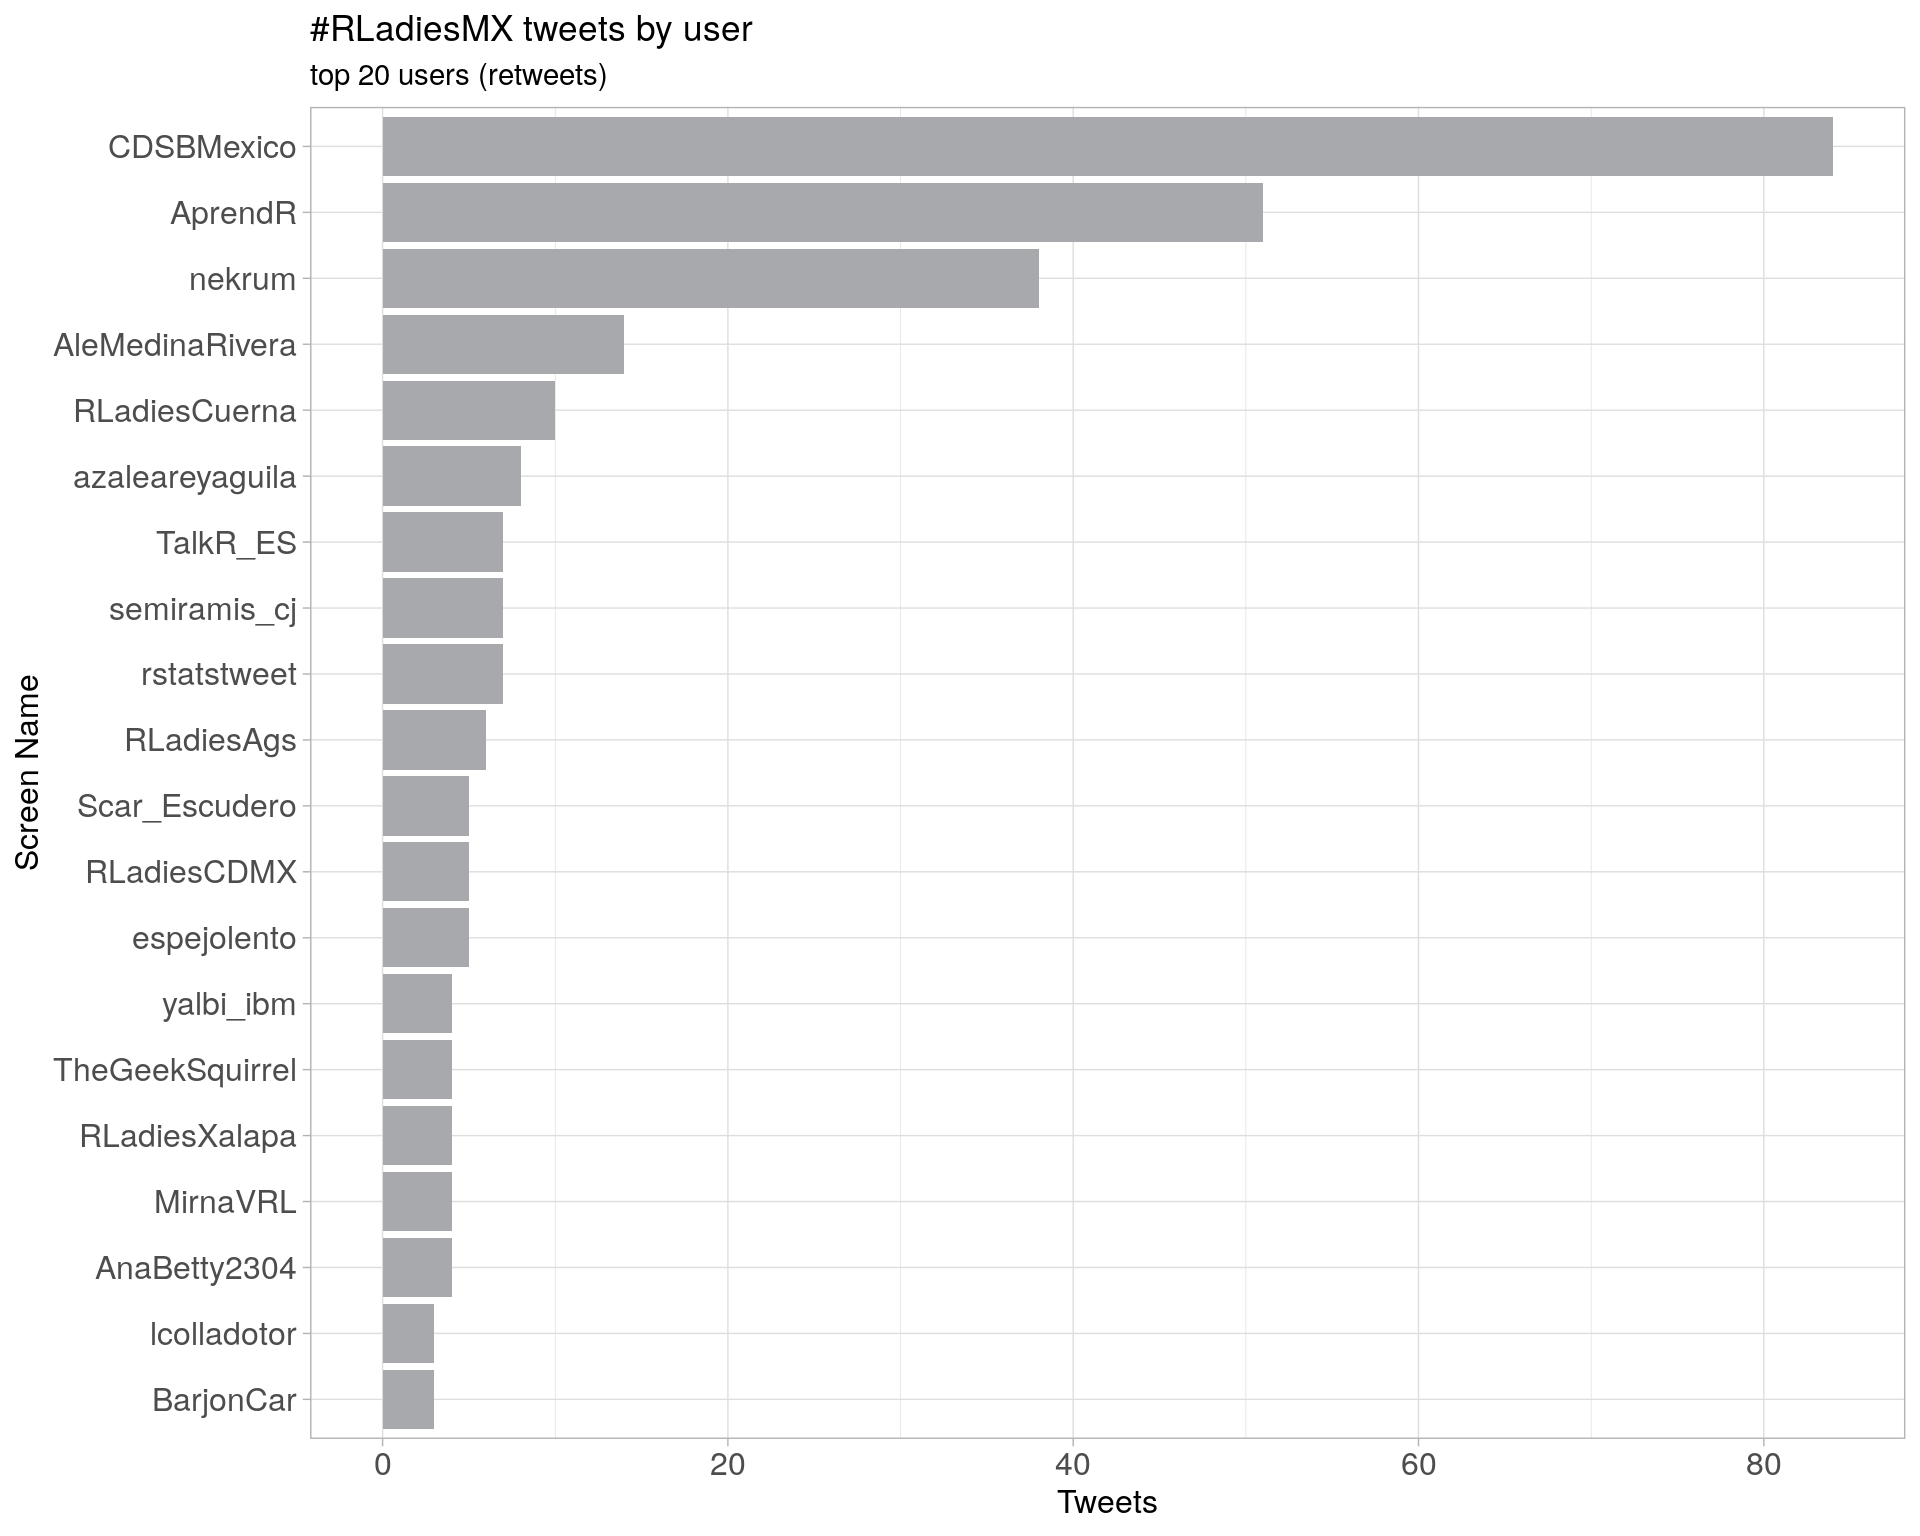 #RLadiesMX tweets by user
top 20 users (retweets)
CDSBMexico
AprendR
nekrum
AleMedinaRivera
RLadiesCuerna
azaleareyaguila
TalkR_ES
semiramis_cj
rstatstweet
RLadiesAgs
Scar_Escudero
RLadiesCDMX
espejolento
yalbi_ibm
TheGeekSquirrel
RLadiesXalapa
MirnaVRL
AnaBetty2304
lcolladotor
BarjonCar
Screen Name
0 20 40 60 80
Tweets